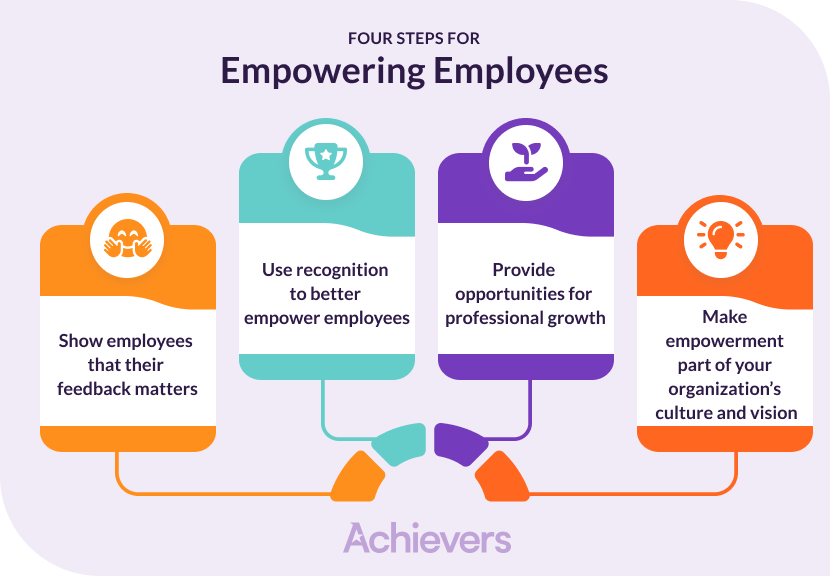 FOUR STEPS FOR
Empowering Employees
Show employees
that their
feedback matters
Use recognition
to better
empower employees
Provide
opportunities for
professional growth
Make
empowerment
part of your
organization's
culture and vision
Achievers